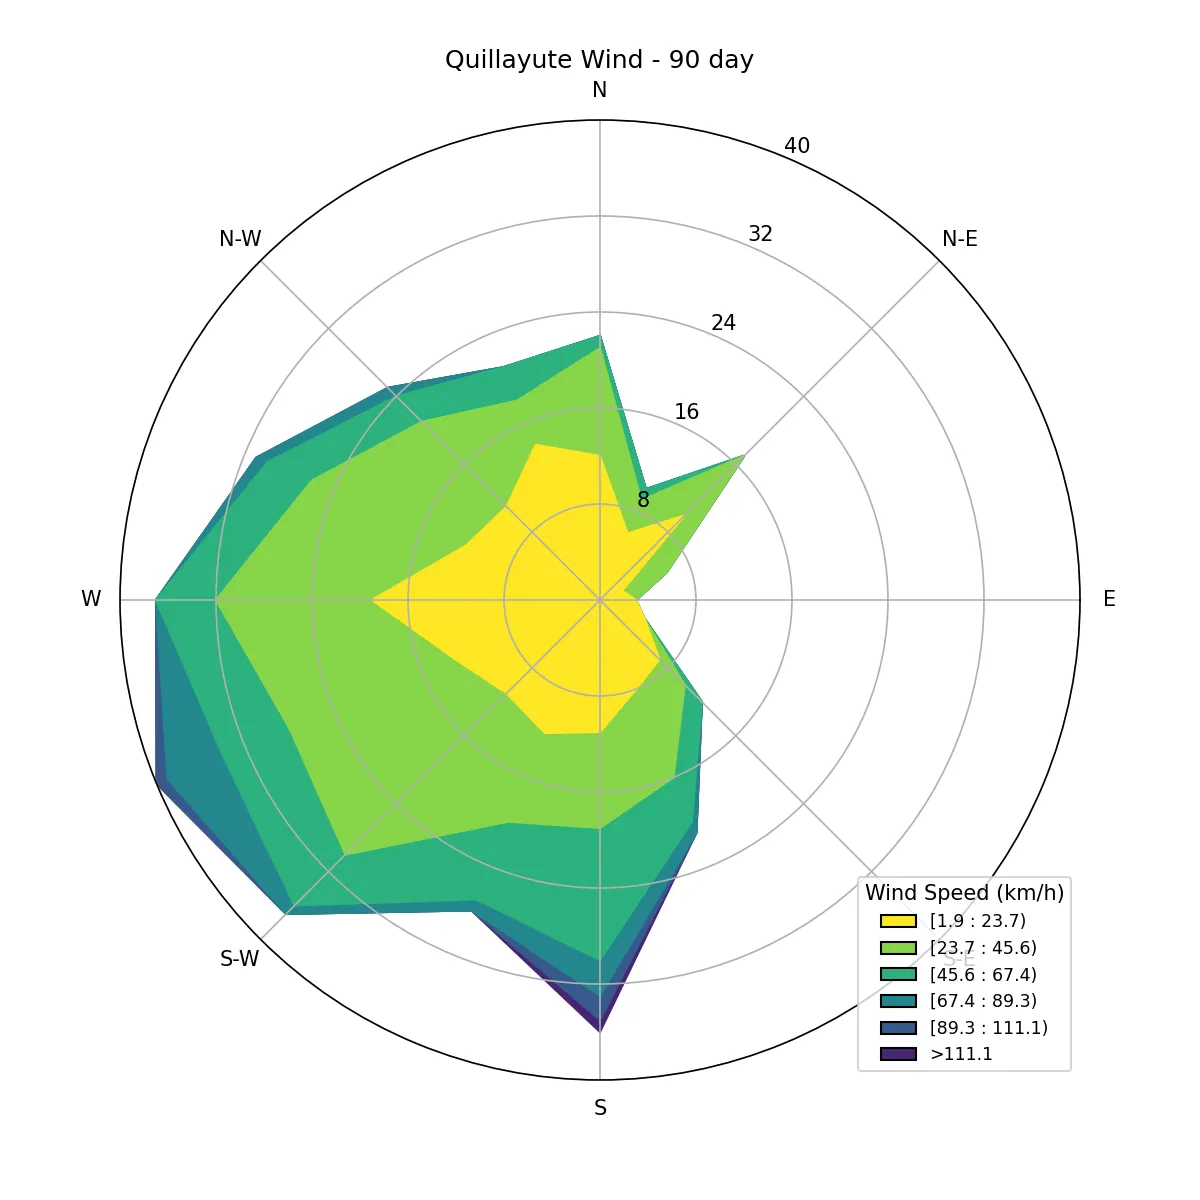 Quillayute Wind - 90 day
N
40
N-W
N-E
32
24
16
8
W
E
S-W
S-E
S
Wind Speed (km/h)
[1.9 : 23.7)
[23.7 : 45.6)
[45.6 : 67.4)
[67.4 : 89.3)
[89.3 : 111.1)
>111.1